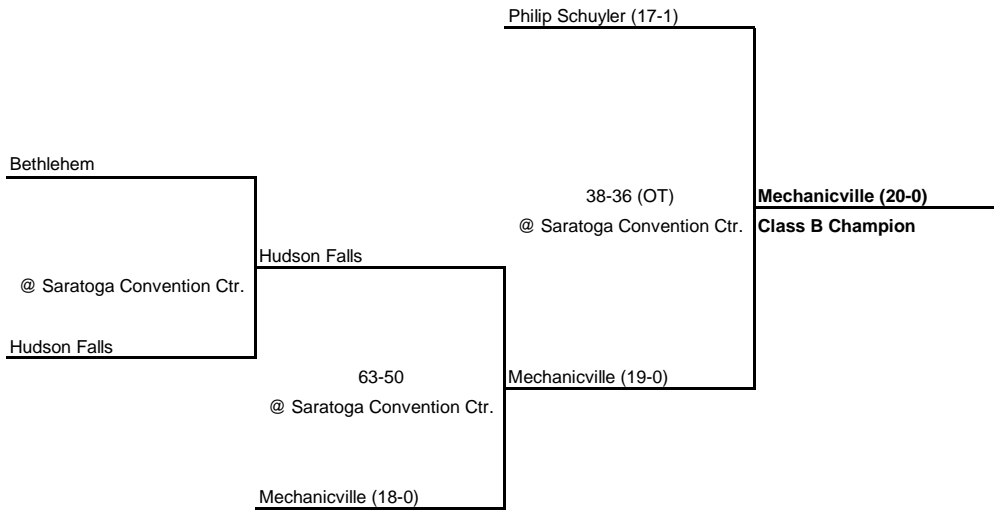 Philip Schuyler (17-1)
Bethlehem
38-36 (OT)
Mechanicville (20-0)
@ Saratoga Convention Ctr.
Class B Champion
Hudson Falls
@ Saratoga Convention Ctr.
Hudson Falls
63-50
Mechanicville (19-0)
@ Saratoga Convention Ctr.
Mechanicville (18-0)